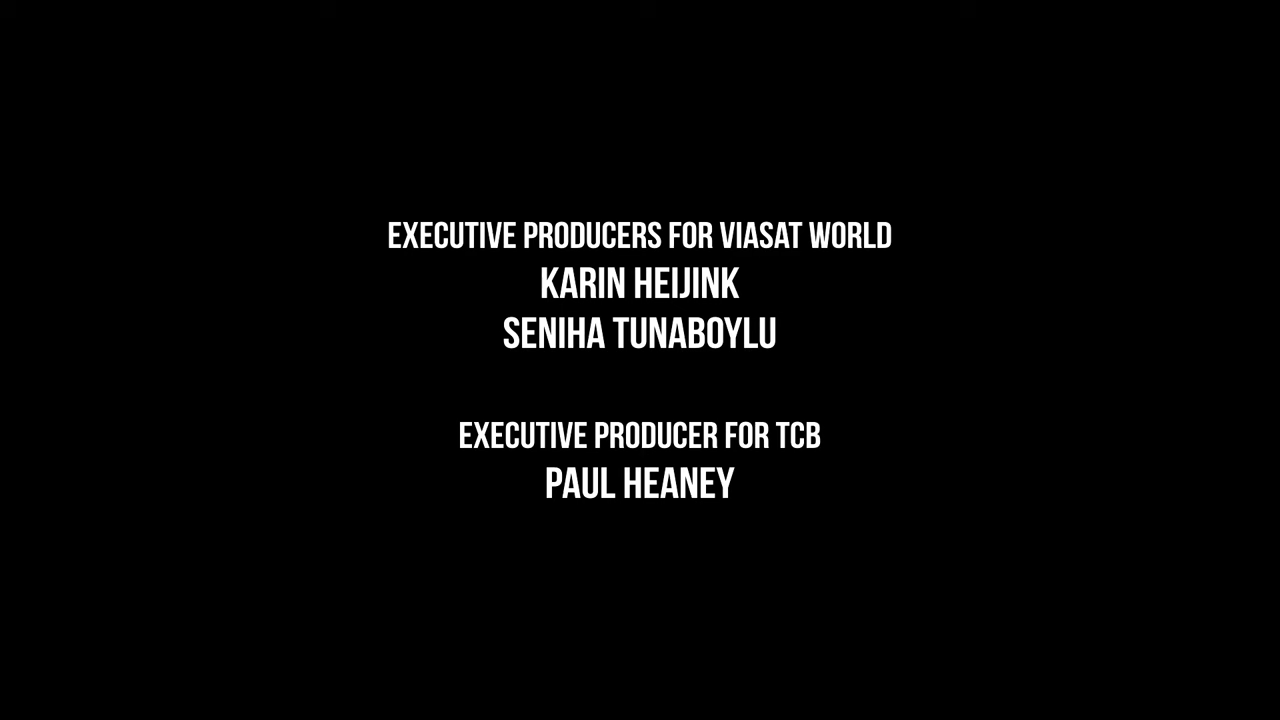 EXECUTIVE PRODUCERS FOR VIASAT WORLD
KARIN HEIJINK
SENIHA TUNABOYLU
EXECUTIVE PRODUCER FOR TCB
PAUL HEANEY